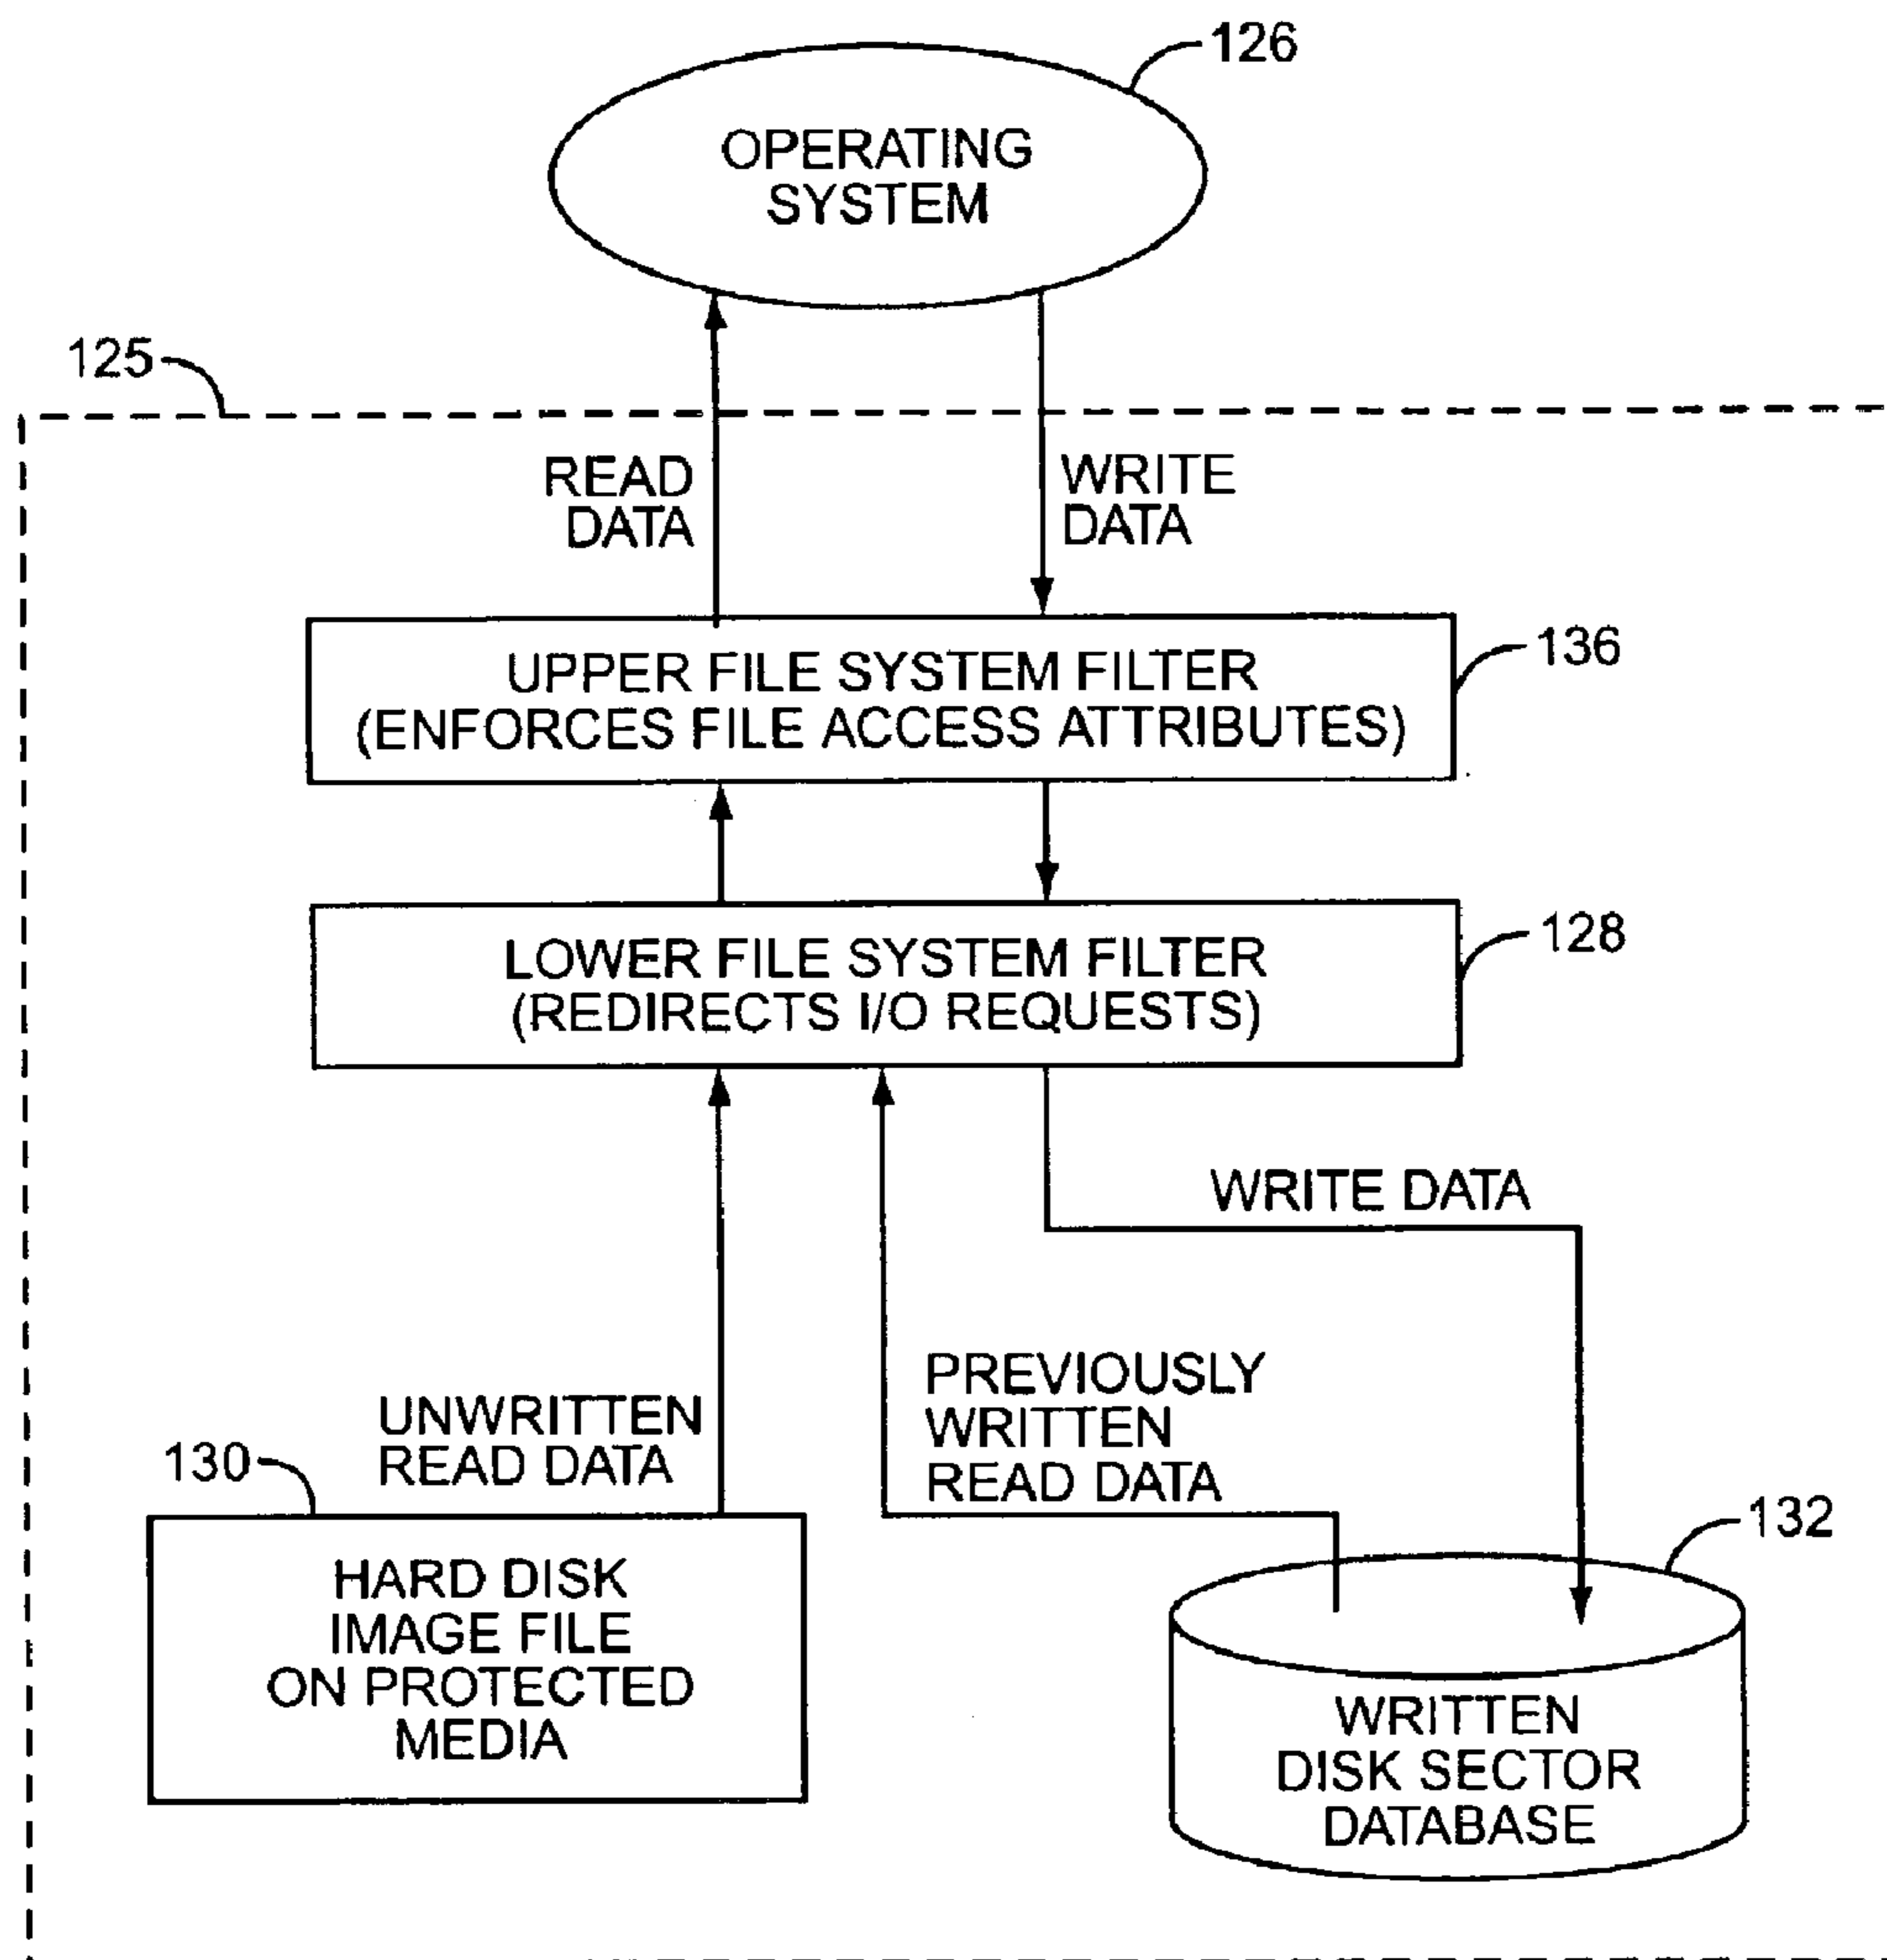 126
OPERATING
SYSTEM
125
READ
DATA
WRITE
DATA
UPPER FILE SYSTEM FILTER
(ENFORCES FILE ACCESS ATTRIBUTES)
136
LOWER FILE SYSTEM FILTER
(REDIRECTS I/O REQUESTS)
128
WRITE DATA
UNWRITTEN
READ DATA
PREVIOUSLY
WRITTEN
READ DATA
130
132
HARD DISK
IMAGE FILE
ON PROTECTED
MEDIA
WRITTEN
DISK SECTOR
DATABASE